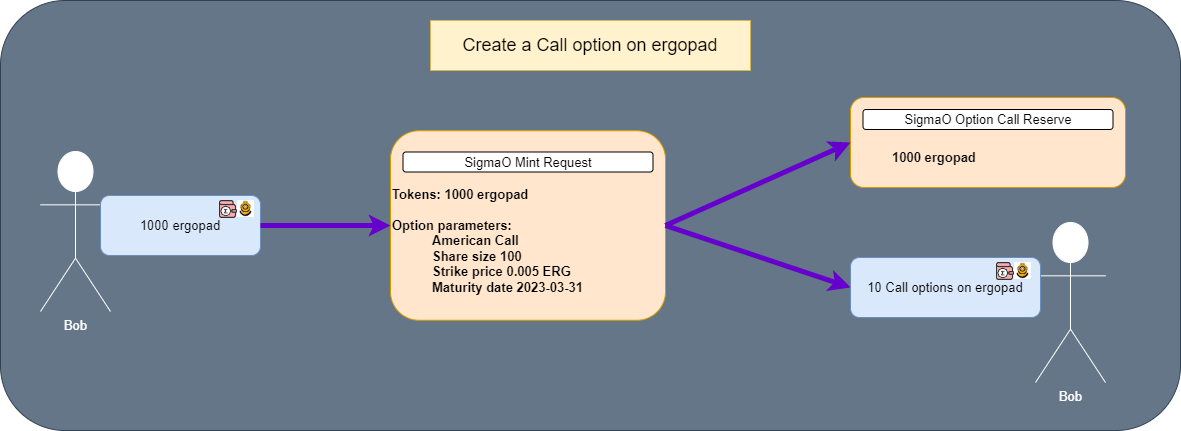 Create a Call option on ergopad
SigmaO Option Call Reserve
1000 ergopad
SigmaO Mint Request
Tokens: 1000 ergopad
Option parameters:
American Call
Share size 100
Strike price 0.005 ERG
Maturity date 2023-03-31
1000 ergopad
Bob
10 Call options on ergopad
Bob